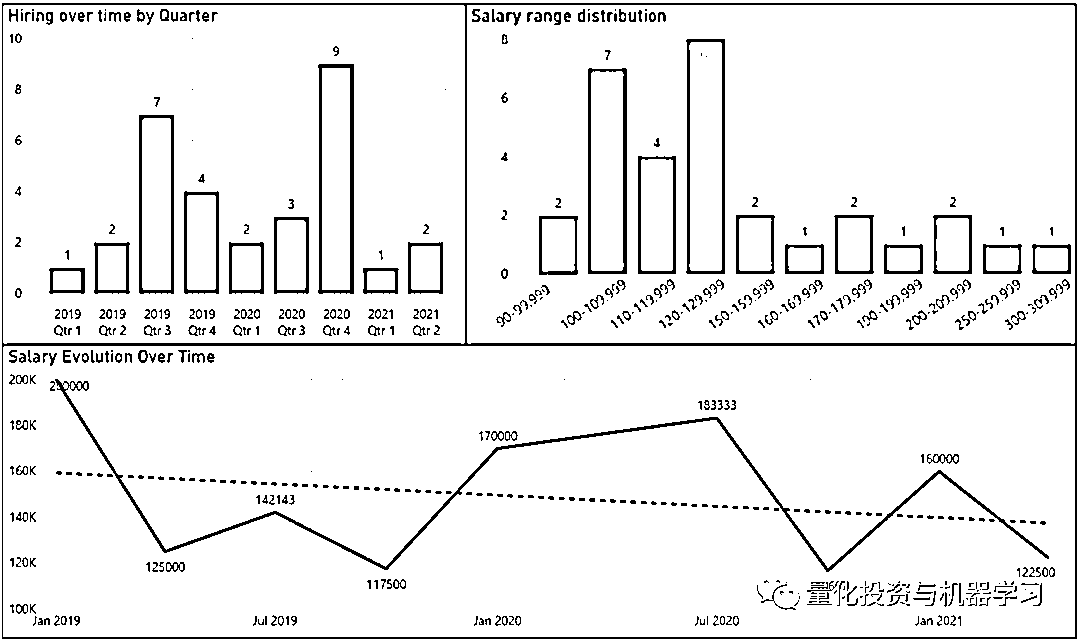 Hiring over time by Quarter
10
8
6
4
2
0
1
2
7
4
2
3
9
1
2
2019 Qtr 1
2019 Qtr 2
2019 Qtr 3
2019 Qtr 4
2020 Qtr 1
2020 Qtr 3
2020 Qtr 4
2021 Qtr 1
2021 Qtr 2
Salary range distribution
8
6
4
2
0
2
7
4
2
1
2
1
2
1
1
90-99,999
100-109,999
110-119,999
120-129,999
150-159,999
160-169,999
170-179,999
190-199,999
200-209,999
250-259,999
300-309,999
Salary Evolution Over Time
200K
180K
160K
140K
120K
100K
200000
125000
142143
117500
170000
183333
160000
122500
Jan 2019
Jul 2019
Jan 2020
Jul 2020
Jan 2021
量化投资与机器学习